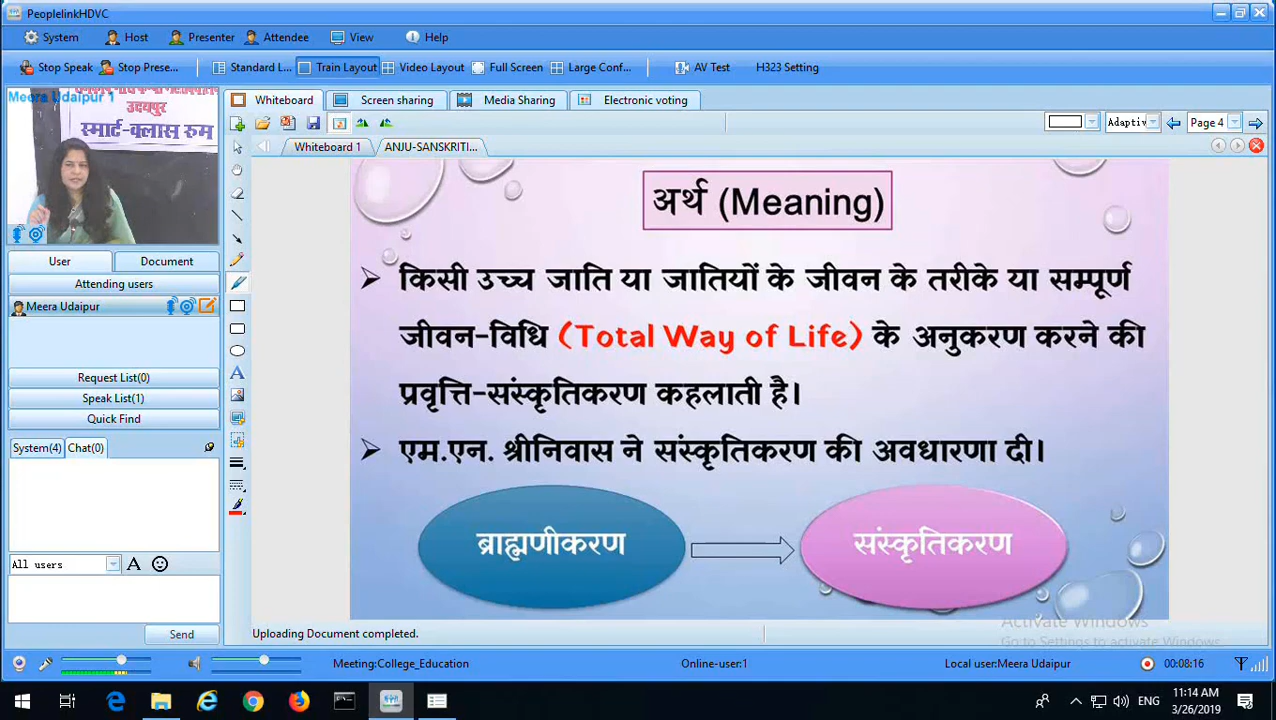 PeoplelinkHDVC
System Host Presenter Attendee View Help
Stop Speak Stop Prese... Standard L... Train Layout Video Layout Full Screen Large Conf... AV Test H323 Setting
Meera Udaipur 1
उदयपुर
स्मार्ट-क्लास रुम
Whiteboard Screen sharing Media Sharing Electronic voting
Adaptiv Page 4
Whiteboard 1 ANJU-SANSKRITI...
अर्थ (Meaning)
किसी उच्च जाति या जातियों के जीवन के तरीके या सम्पूर्ण
जीवन-विधि (Total Way of Life) के अनुकरण करने की
प्रवृत्ति-संस्कृतिकरण कहलाती है।
एम.एन. श्रीनिवास ने संस्कृतिकरण की अवधारणा दी।
ब्राह्मणीकरण संस्कृतिकरण
User Document
Attending users
Meera Udaipur
Request List(0)
Speak List(1)
Quick Find
System(4) Chat(0)
All users A
Send
Uploading Document completed.
Activate Windows
Go to Settings to activate Windows.
Meeting:College_Education Online-user:1 Local user:Meera Udaipur 00:08:16
ENG
11:14 AM
3/26/2019